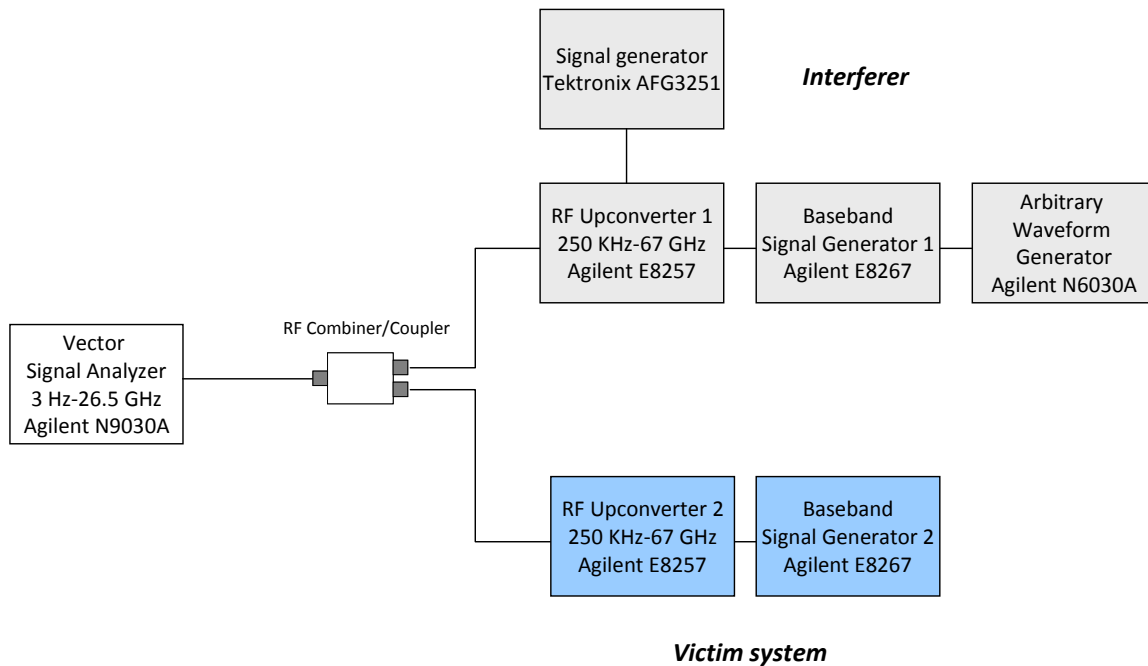 Signal generator
Tektronix AFG3251
Interferer
RF Upconverter 1
250 KHz-67 GHz
Agilent E8257
Baseband
Signal Generator 1
Agilent E8267
Arbitrary
Waveform
Generator
Agilent N6030A
RF Combiner/Coupler
Vector
Signal Analyzer
3 Hz-26.5 GHz
Agilent N9030A
RF Upconverter 2
250 KHz-67 GHz
Agilent E8257
Baseband
Signal Generator 2
Agilent E8267
Victim system